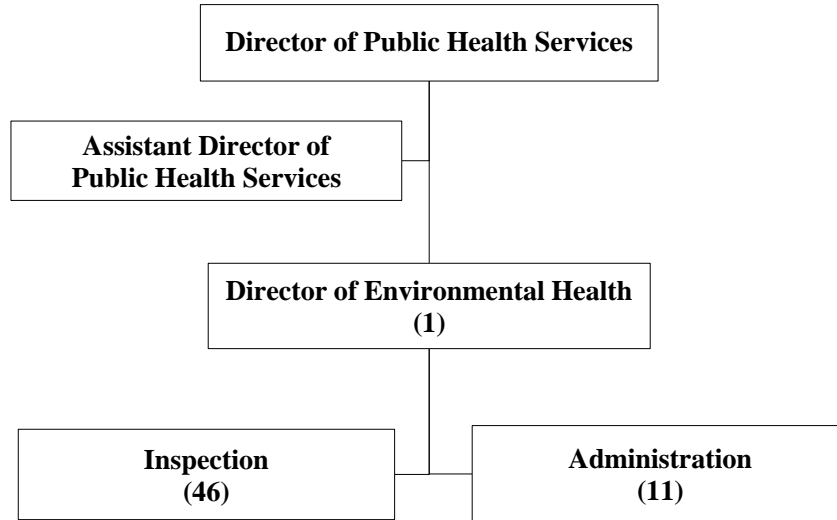 Director of Public Health Services
Assistant Director of
Public Health Services
Director of Environmental Health
(1)
Inspection
(46)
Administration
(11)